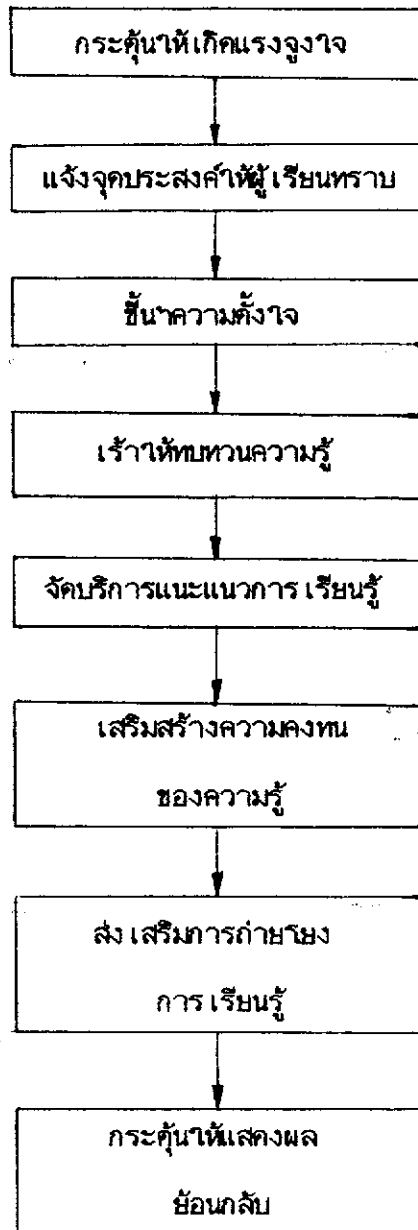 กระตุ้นให้เกิดแรงจูงใจ
แจ้งจุดประสงค์ให้ผู้เรียนทราบ
ชี้นำความตั้งใจ
เร้าให้ทบทวนความรู้
จัดบริการแนะแนวการเรียนรู้
เสริมสร้างความคงทน
ของความรู้
ส่งเสริมการถ่ายโยง
การเรียนรู้
กระตุ้นให้แสดงผล
ย้อนกลับ